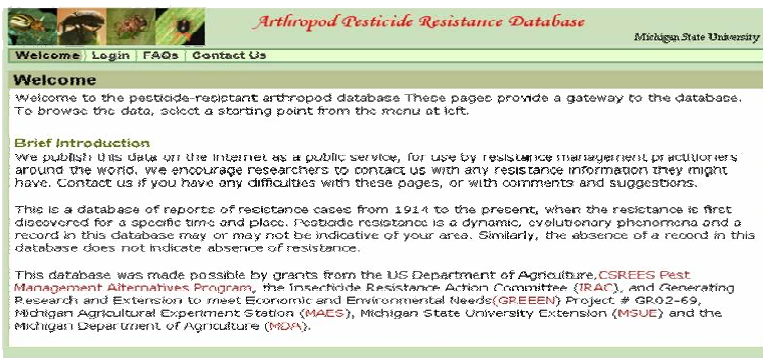 Arthropod Pesticide Resistance Database
Michigan State University
Welcome | Login | FAQs | Contact Us
Welcome
Welcome to the pesticide-resistant arthropod database These pages provide a gateway to the database.
To browse the data, select a starting point from the menu at left.
Brief Introduction
We publish this data on the Internet as a public service, for use by resistance management practitioners
around the world. We encourage researchers to contact us with any resistance information they might
have. Contact us if you have any difficulties with these pages, or with comments and suggestions.
This is a database of reports of resistance cases from 1914 to the present, when the resistance is first
discovered for a specific time and place. Pesticide resistance is a dynamic, evolutionary phenomena and a
record in this database may or may not be indicative of your area. Similarly, the absence of a record in this
database does not indicate absence of resistance.
This database was made possible by grants from the US Department of Agriculture,CSREES Pest
Management Alternatives Program, the Insecticide Resistance Action Committee (IRAC), and Generating
Research and Extension to meet Economic and Environmental Needs(GREEEN) Project # GR02-69,
Michigan Agricultural Experiment Station (MAES), Michigan State University Extension (MSUE) and the
Michigan Department of Agriculture (MDA).